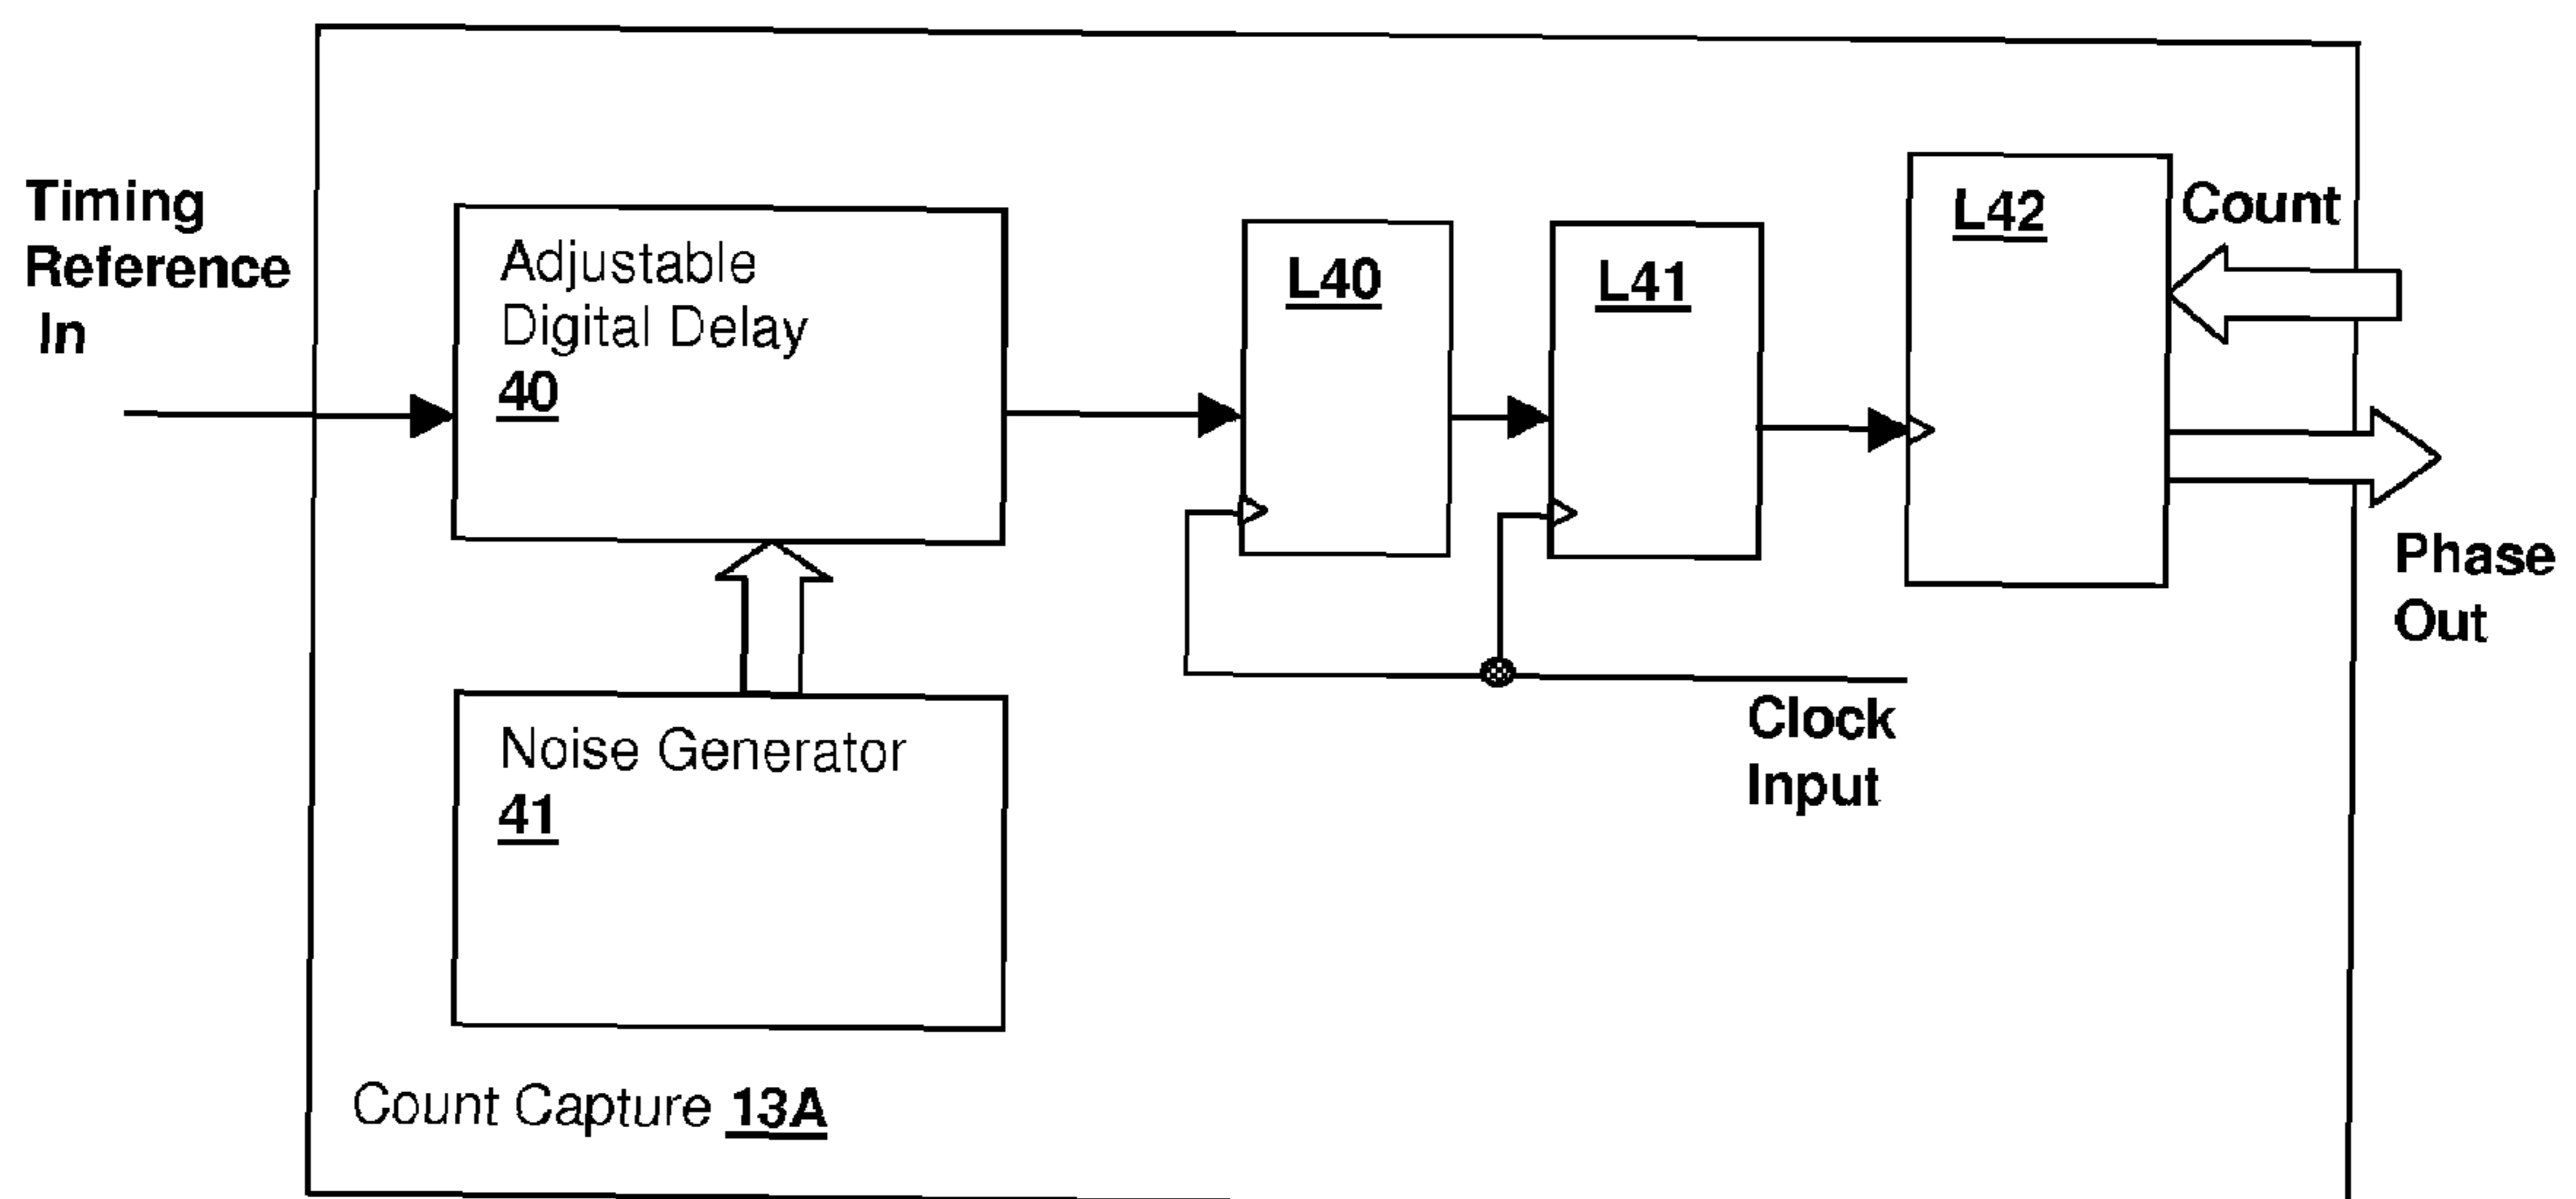 Timing
Reference
In
Adjustable
Digital Delay
40
L40
L41
L42
Count
Phase
Out
Clock
Input
Noise Generator
41
Count Capture 13A